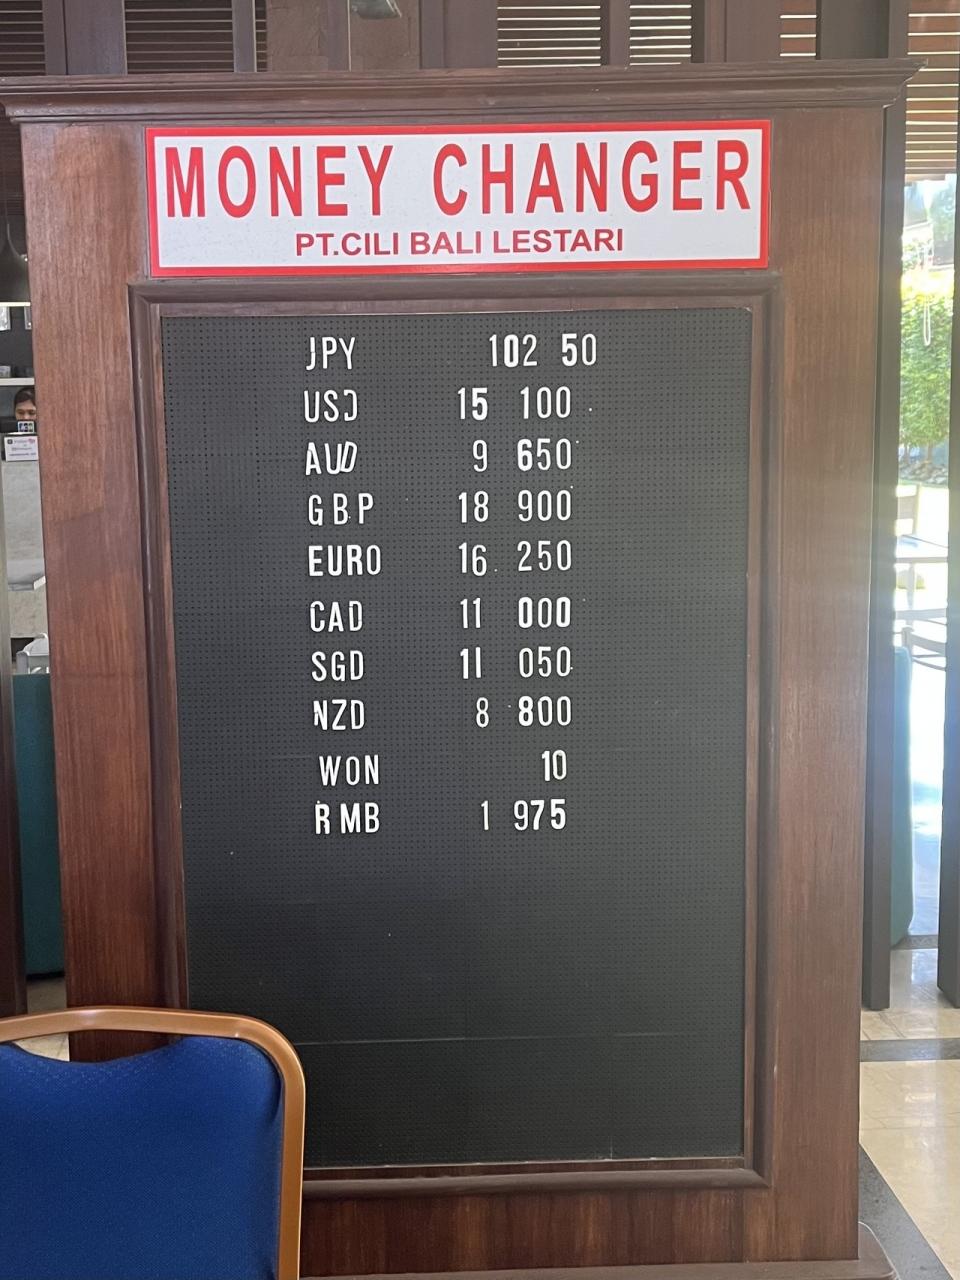 MONEY CHANGER
PT.CILI BALI LESTARI
JPY 102 50
USD 15 100
AUD 9 650
GBP 18 900
EURO 16 250
CAD 11 000
SGD 11 050
NZD 8 800
WON 10
RMB 1 975